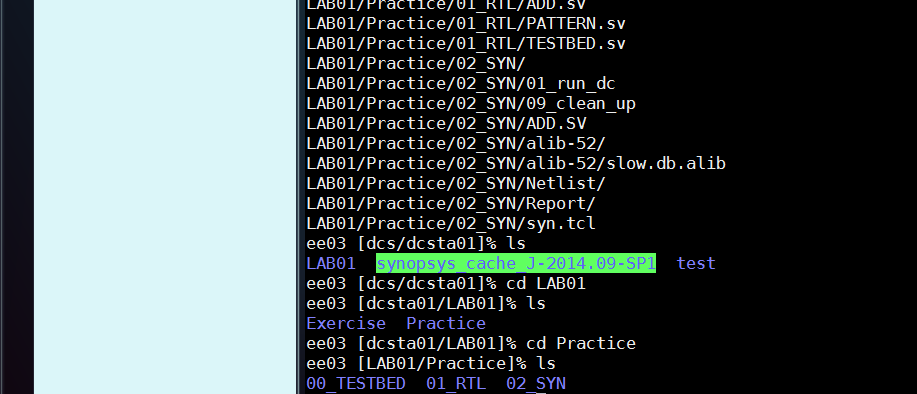 LAB01/Practice/01_RTL/ADD.sv
LAB01/Practice/01_RTL/PATTERN.sv
LAB01/Practice/01_RTL/TESTBED.sv
LAB01/Practice/02_SYN/
LAB01/Practice/02_SYN/01_run_dc
LAB01/Practice/02_SYN/09_clean_up
LAB01/Practice/02_SYN/ADD.SV
LAB01/Practice/02_SYN/alib-52/
LAB01/Practice/02_SYN/alib-52/slow.db.alib
LAB01/Practice/02_SYN/Netlist/
LAB01/Practice/02_SYN/Report/
LAB01/Practice/02_SYN/syn.tcl
ee03 [dcs/dcsta01]% ls
LAB01  synopsys_cache_J-2014.09-SP1  test
ee03 [dcs/dcsta01]% cd LAB01
ee03 [dcsta01/LAB01]% ls
Exercise  Practice
ee03 [dcsta01/LAB01]% cd Practice
ee03 [LAB01/Practice]% ls
00_TESTBED  01_RTL  02_SYN